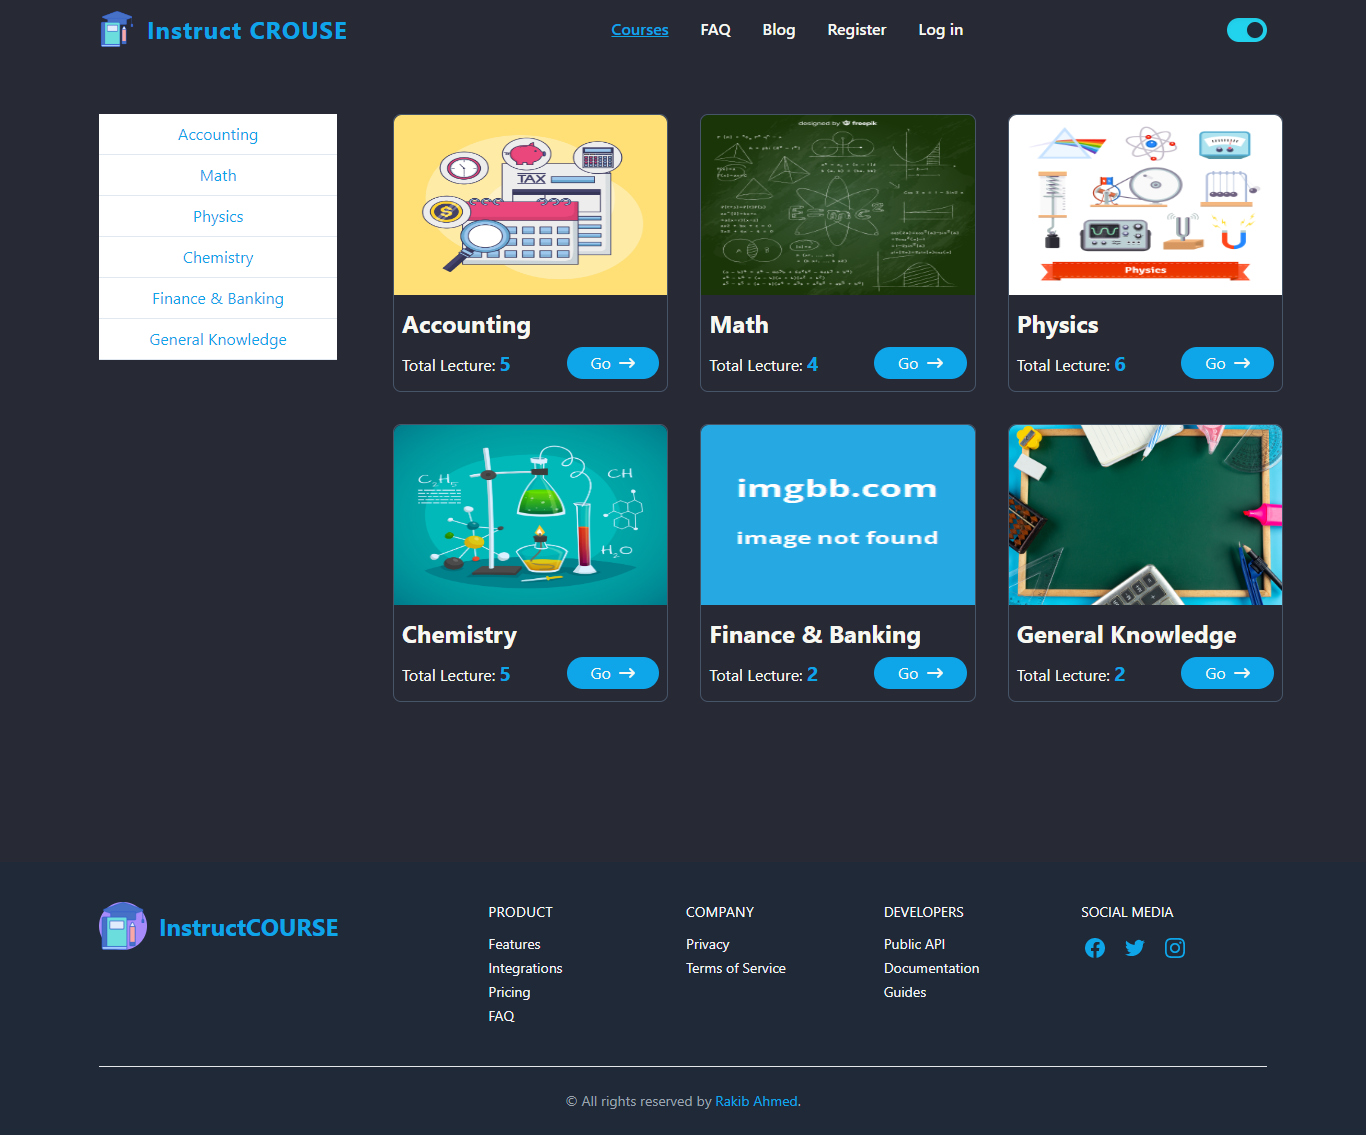 Instruct CROUSE
Courses FAQ Blog Register Log in
Accounting
Math
Physics
Chemistry
Finance & Banking
General Knowledge
TAX
Accounting
Total Lecture: 5
Go →
designed by freepik
E=mc²
Math
Total Lecture: 4
Go →
Physics
Physics
Total Lecture: 6
Go →
C₂H₅
CH
H₂O
Chemistry
Total Lecture: 5
Go →
imgbb.com
image not found
Finance & Banking
Total Lecture: 2
Go →
General Knowledge
Total Lecture: 2
Go →
InstructCOURSE
PRODUCT
Features
Integrations
Pricing
FAQ
COMPANY
Privacy
Terms of Service
DEVELOPERS
Public API
Documentation
Guides
SOCIAL MEDIA
© All rights reserved by Rakib Ahmed.